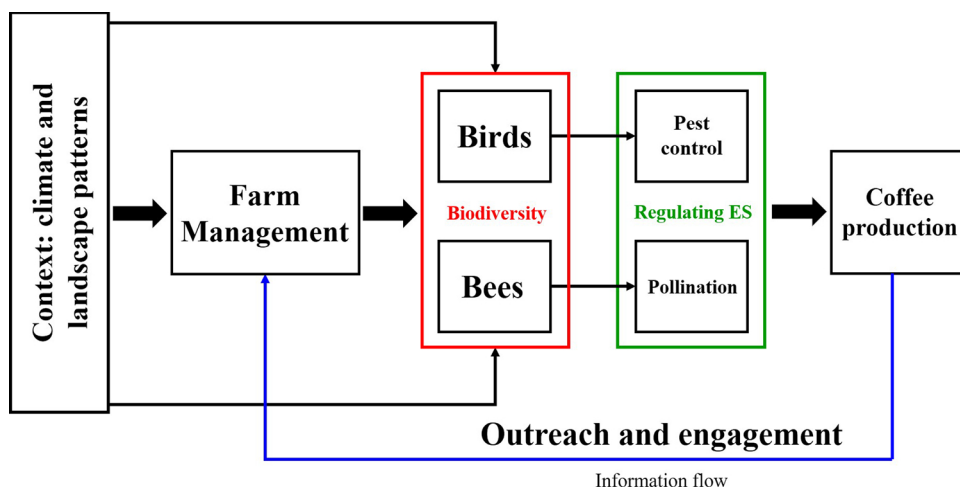 Context: climate and
landscape patterns
Farm
Management
Birds
Biodiversity
Bees
Pest
control
Regulating ES
Pollination
Coffee
production
Outreach and engagement
Information flow